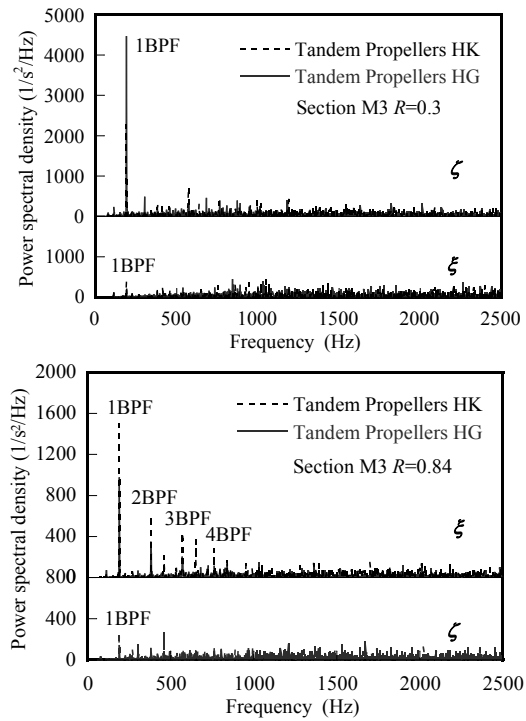 5000
4000
3000
2000
1000
0
1000
0
Power spectral density (1/s²/Hz)
1BPF
Tandem Propellers HK
Tandem Propellers HG
Section M3 R=0.3
ζ
1BPF
ξ
0 500 1000 1500 2000 2500
Frequency (Hz)
2000
1600
1200
800
400
800
400
0
Power spectral density (1/s²/Hz)
1BPF
2BPF
3BPF
4BPF
Tandem Propellers HK
Tandem Propellers HG
Section M3 R=0.84
ξ
1BPF
ζ
0 500 1000 1500 2000 2500
Frequency (Hz)